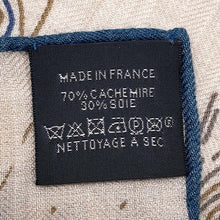 MADE IN FRANCE
70% CACHEMIRE
30% SOIE
NETTOYAGE A SEC